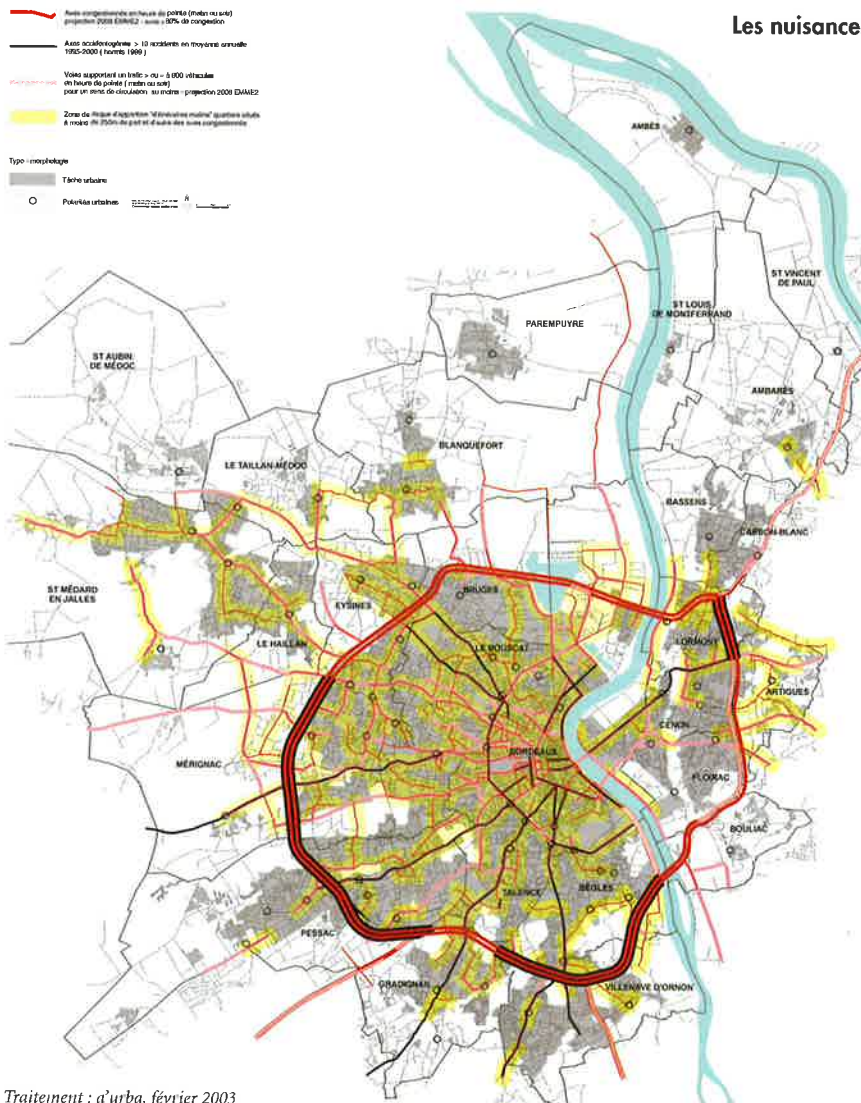 Les nuisance
Axes congestionnés en heure de pointe (matin ou soir)
projection 2008 EMME2 - axes > 80% de congestion
Axes accidentogènes > 10 accidents en moyenne annuelle
1995-2000 ( hormis 1999 )
Voies supportant un trafic > ou = à 800 véhicules
en heure de pointe ( matin ou soir)
pour un sens de circulation au moins - projection 2008 EMME2
Zone de risque d'apparition "d'itinéraires malins" quartiers situés
à moins de 250m de part et d'autre des axes congestionnés
Type - morphologie
Tâche urbaine
Polarités urbaines
AMBÈS
ST VINCENT
DE PAUL
ST LOUIS
DE MONTFERRAND
PAREMPUYRE
ST AUBIN
DE MÉDOC
AMBARÈS
BLANQUEFORT
LE TAILLAN-MÉDOC
BASSENS
CARBON-BLANC
ST MÉDARD
EN JALLES
EYSINES
BRUGES
LE HAILLAN
LE BOUSCAT
LORMONT
ARTIGUES
CENON
MÉRIGNAC
BORDEAUX
FLOIRAC
BOULIAC
TALENCE
BÈGLES
PESSAC
GRADIGNAN
VILLENAVE D'ORNON
Traitement : a'urba, février 2003